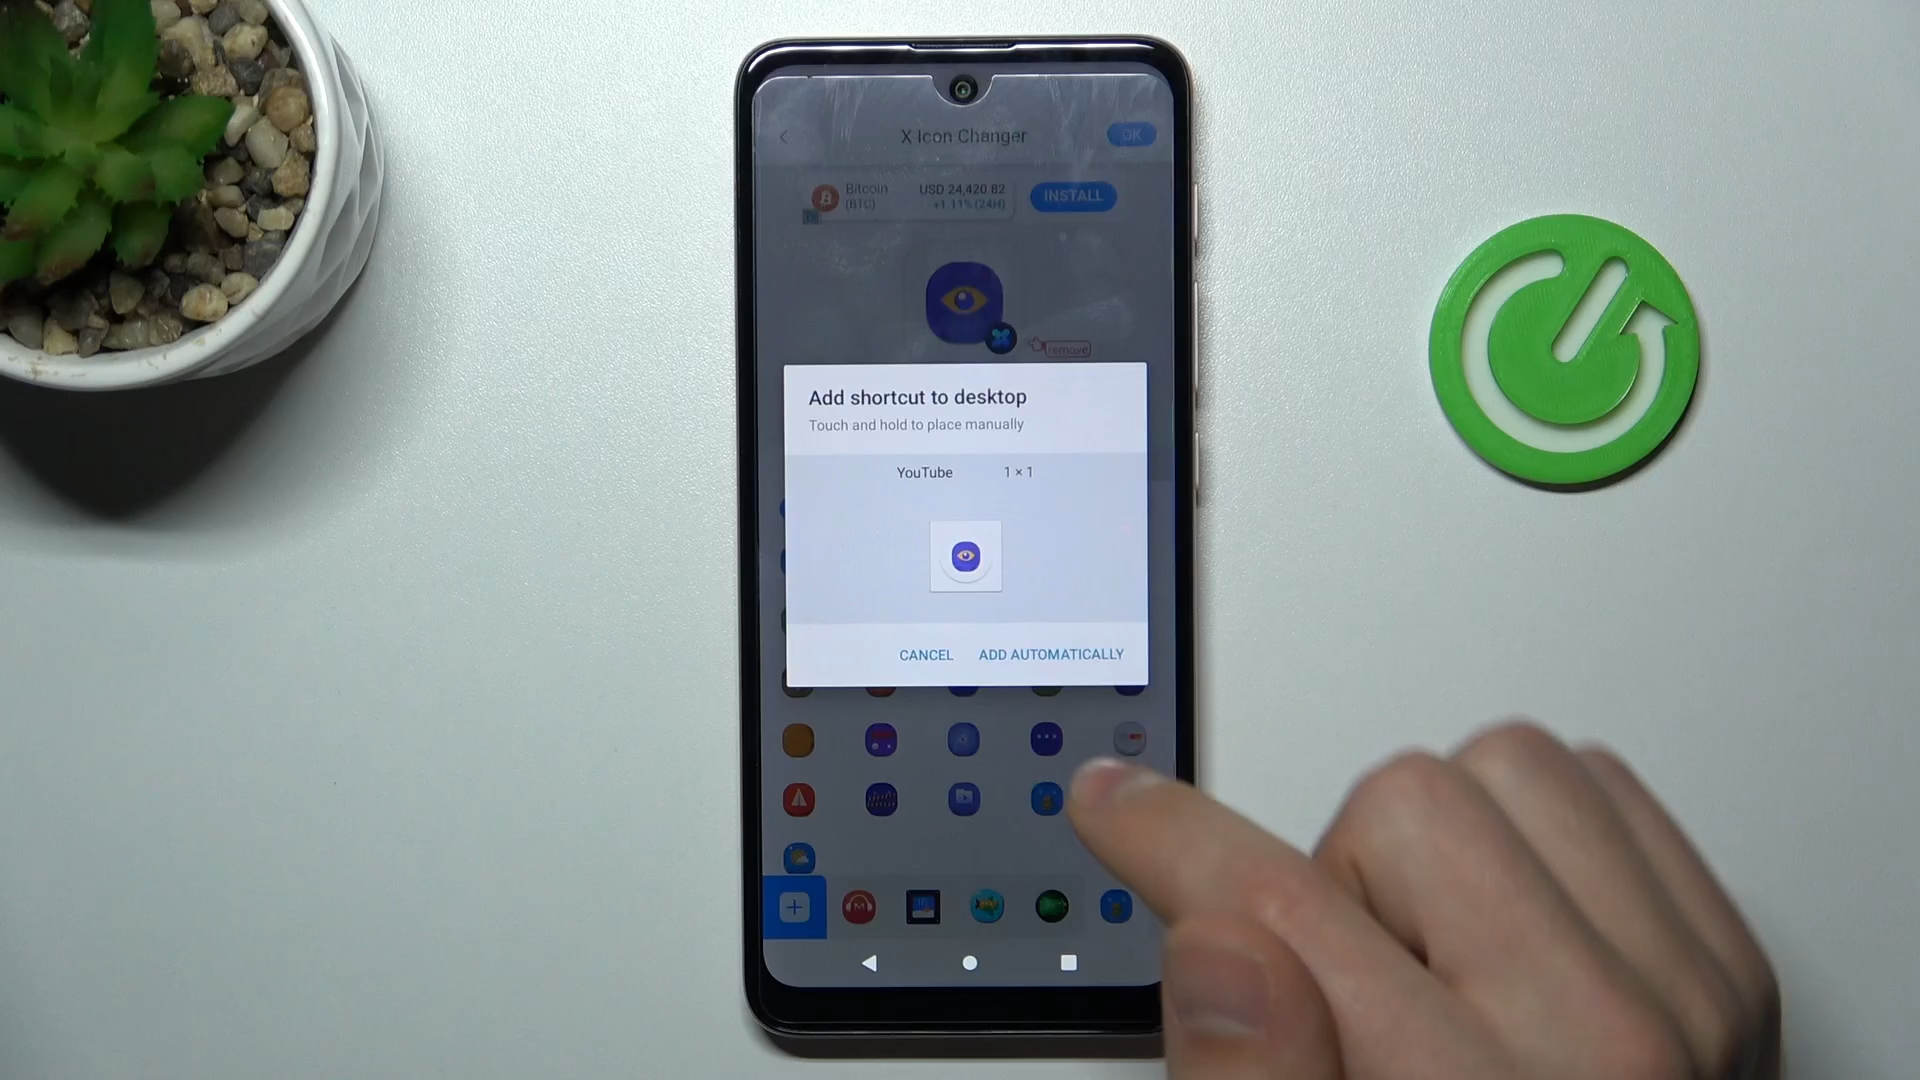 X Icon Changer
OK
Bitcoin
(BTC)
USD 24,420.82
+1.11% (24H)
INSTALL
remove
Add shortcut to desktop
Touch and hold to place manually
YouTube 1 × 1
CANCEL
ADD AUTOMATICALLY